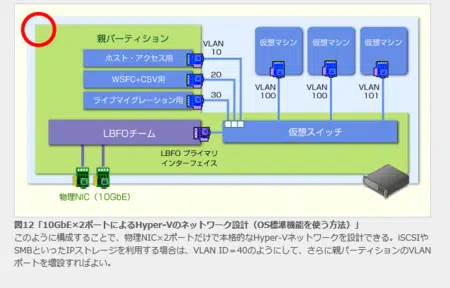 親パーティション
ホスト・アクセス用
WSFC+CSV用
ライブマイグレーション用
VLAN
10
20
30
仮想マシン
仮想マシン
仮想マシン
VLAN
100
VLAN
100
VLAN
101
LBFOチーム
LBFO プライマリ
インターフェイス
仮想スイッチ
物理NIC（10GbE）
図12「10GbE×2ポートによるHyper-Vのネットワーク設計（OS標準機能を使う方法）」
このように構成することで、物理NIC×2ポートだけで本格的なHyper-Vネットワークを設計できる。iSCSIや
SMBといったIPストレージを利用する場合は、VLAN ID＝40のようにして、さらに親パーティションのVLAN
ポートを増設すればよい。